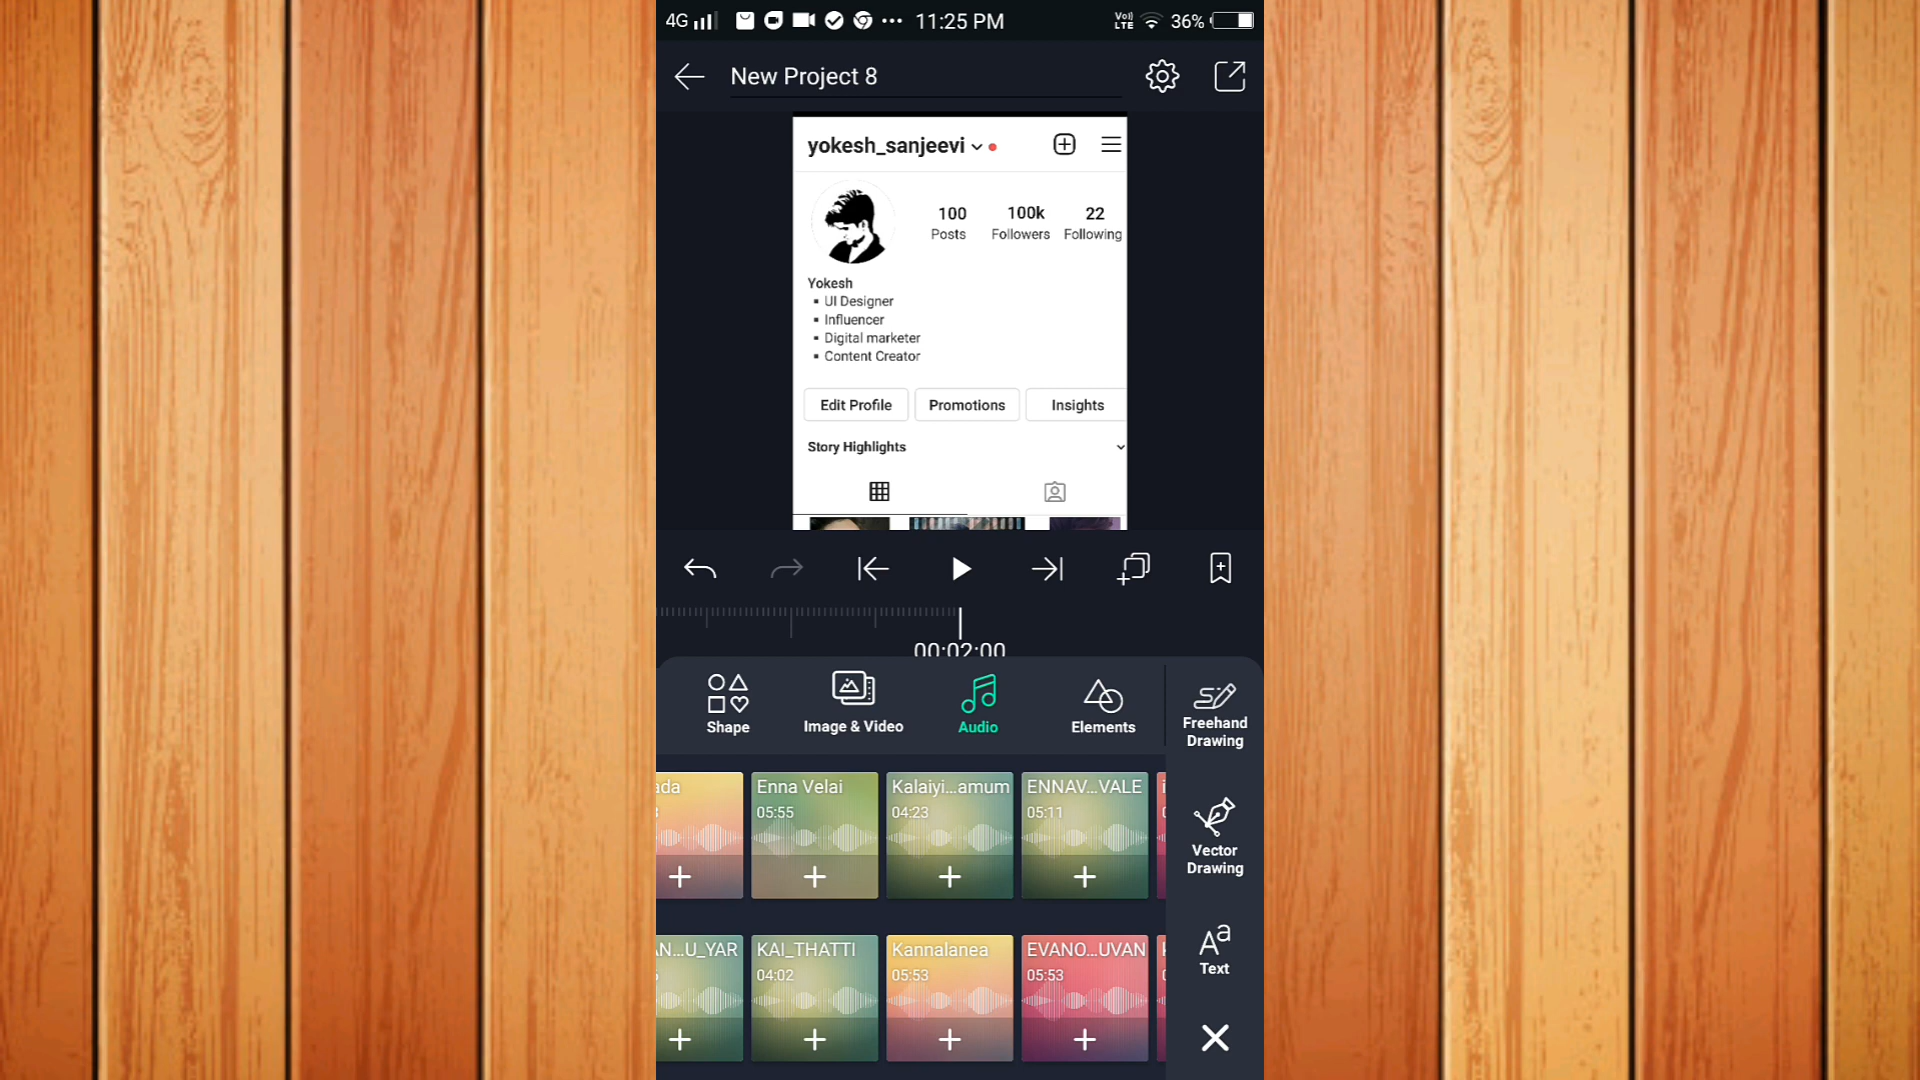 4G 11:25 PM Vo)) LTE 36%
New Project 8
yokesh_sanjeevi
100 100k 22
Posts Followers Following
Yokesh
▪ UI Designer
▪ Influencer
▪ Digital marketer
▪ Content Creator
Edit Profile Promotions Insights
Story Highlights
00:02:00
Shape Image & Video Audio Elements
Freehand Drawing
Vector Drawing
Text
ada Enna Velai Kalaiyi...amum ENNAV...VALE
05:55 04:23 05:11
AN...U_YAR KAI_THATTI Kannalanea EVANO...UVAN
04:02 05:53 05:53